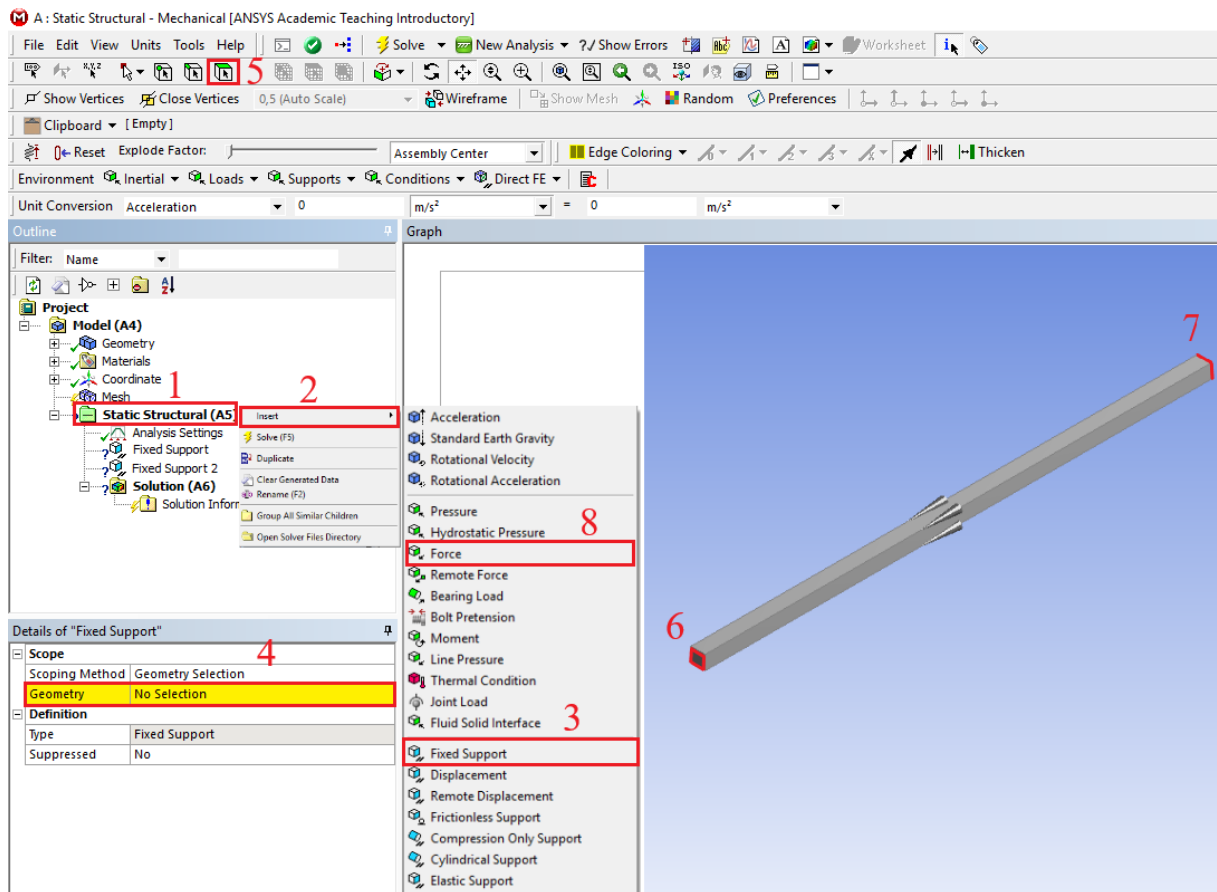 A : Static Structural - Mechanical [ANSYS Academic Teaching Introductory]
File Edit View Units Tools Help Solve New Analysis ?/ Show Errors Abc A Worksheet i
x,y,z 5 ISO
Show Vertices Close Vertices 0,5 (Auto Scale) Wireframe Show Mesh Random Preferences
Clipboard [ Empty ]
Reset Explode Factor: Assembly Center Edge Coloring 0 1 2 3 x Thicken
Environment Inertial Loads Supports Conditions Direct FE
Unit Conversion Acceleration 0 m/s² = 0 m/s²
Outline
Filter: Name
A Z
Project
Model (A4)
Geometry
Materials
Coordinate
Mesh
1
Static Structural (A5)
Analysis Settings
Fixed Support
Fixed Support 2
Solution (A6)
Solution Inform
2
Insert
Solve (F5)
Duplicate
Clear Generated Data
Rename (F2)
Group All Similar Children
Open Solver Files Directory
Details of "Fixed Support"
4
Scope
Scoping Method Geometry Selection
Geometry No Selection
Definition
Type Fixed Support
Suppressed No
Graph
Acceleration
Standard Earth Gravity
Rotational Velocity
Rotational Acceleration
Pressure
Hydrostatic Pressure
8
Force
Remote Force
Bearing Load
Bolt Pretension
Moment
Line Pressure
Thermal Condition
Joint Load
Fluid Solid Interface
3
Fixed Support
Displacement
Remote Displacement
Frictionless Support
Compression Only Support
Cylindrical Support
Elastic Support
7
6